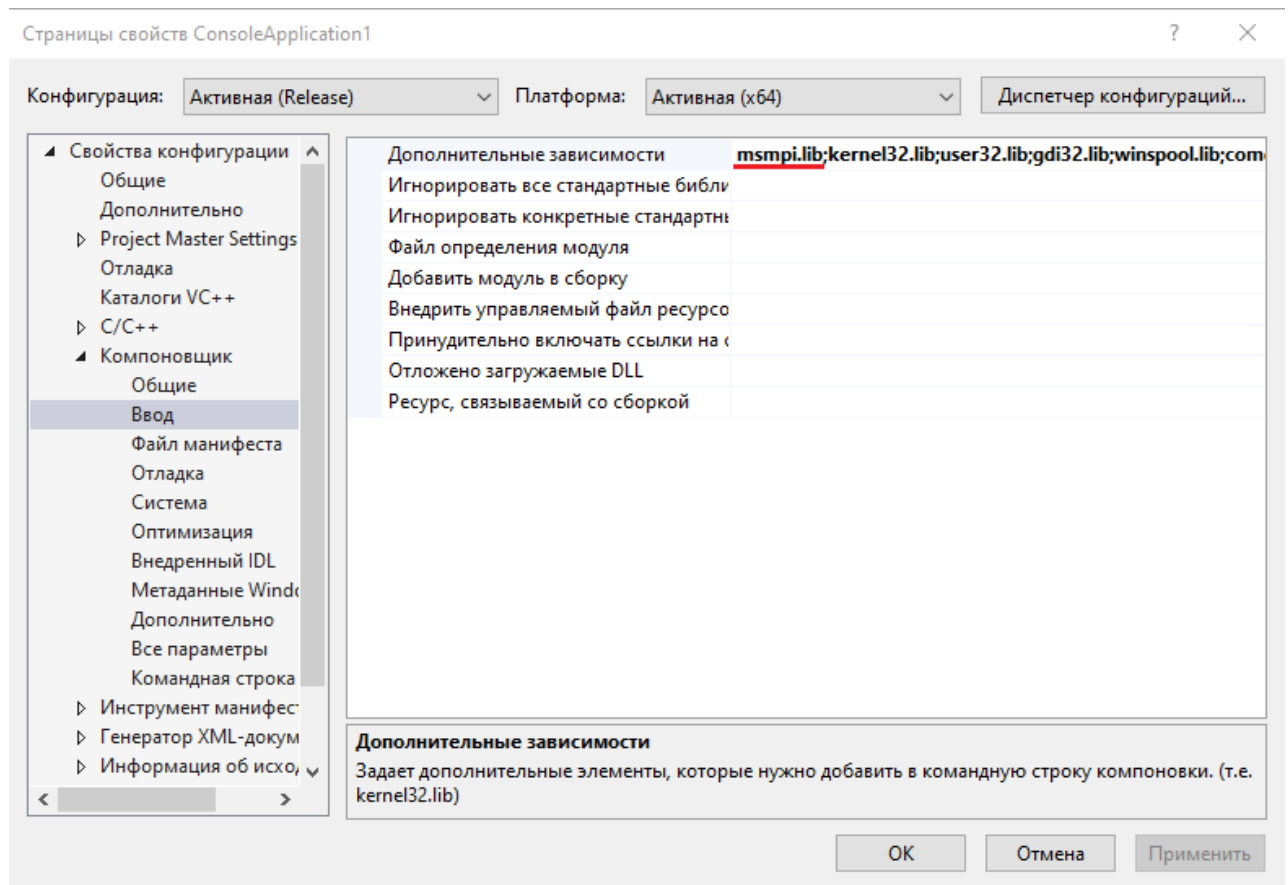 Страницы свойств ConsoleApplication1
?
Конфигурация: Активная (Release) Платформа: Активная (x64) Диспетчер конфигураций...
Свойства конфигурации
Общие
Дополнительно
Project Master Settings
Отладка
Каталоги VC++
C/C++
Компоновщик
Общие
Ввод
Файл манифеста
Отладка
Система
Оптимизация
Внедренный IDL
Метаданные Windo
Дополнительно
Все параметры
Командная строка
Инструмент манифест
Генератор XML-докум
Информация об исход
Дополнительные зависимости msmpi.lib;kernel32.lib;user32.lib;gdi32.lib;winspool.lib;com
Игнорировать все стандартные библи
Игнорировать конкретные стандартны
Файл определения модуля
Добавить модуль в сборку
Внедрить управляемый файл ресурсо
Принудительно включать ссылки на с
Отложено загружаемые DLL
Ресурс, связываемый со сборкой
Дополнительные зависимости
Задает дополнительные элементы, которые нужно добавить в командную строку компоновки. (т.е.
kernel32.lib)
ОК Отмена Применить